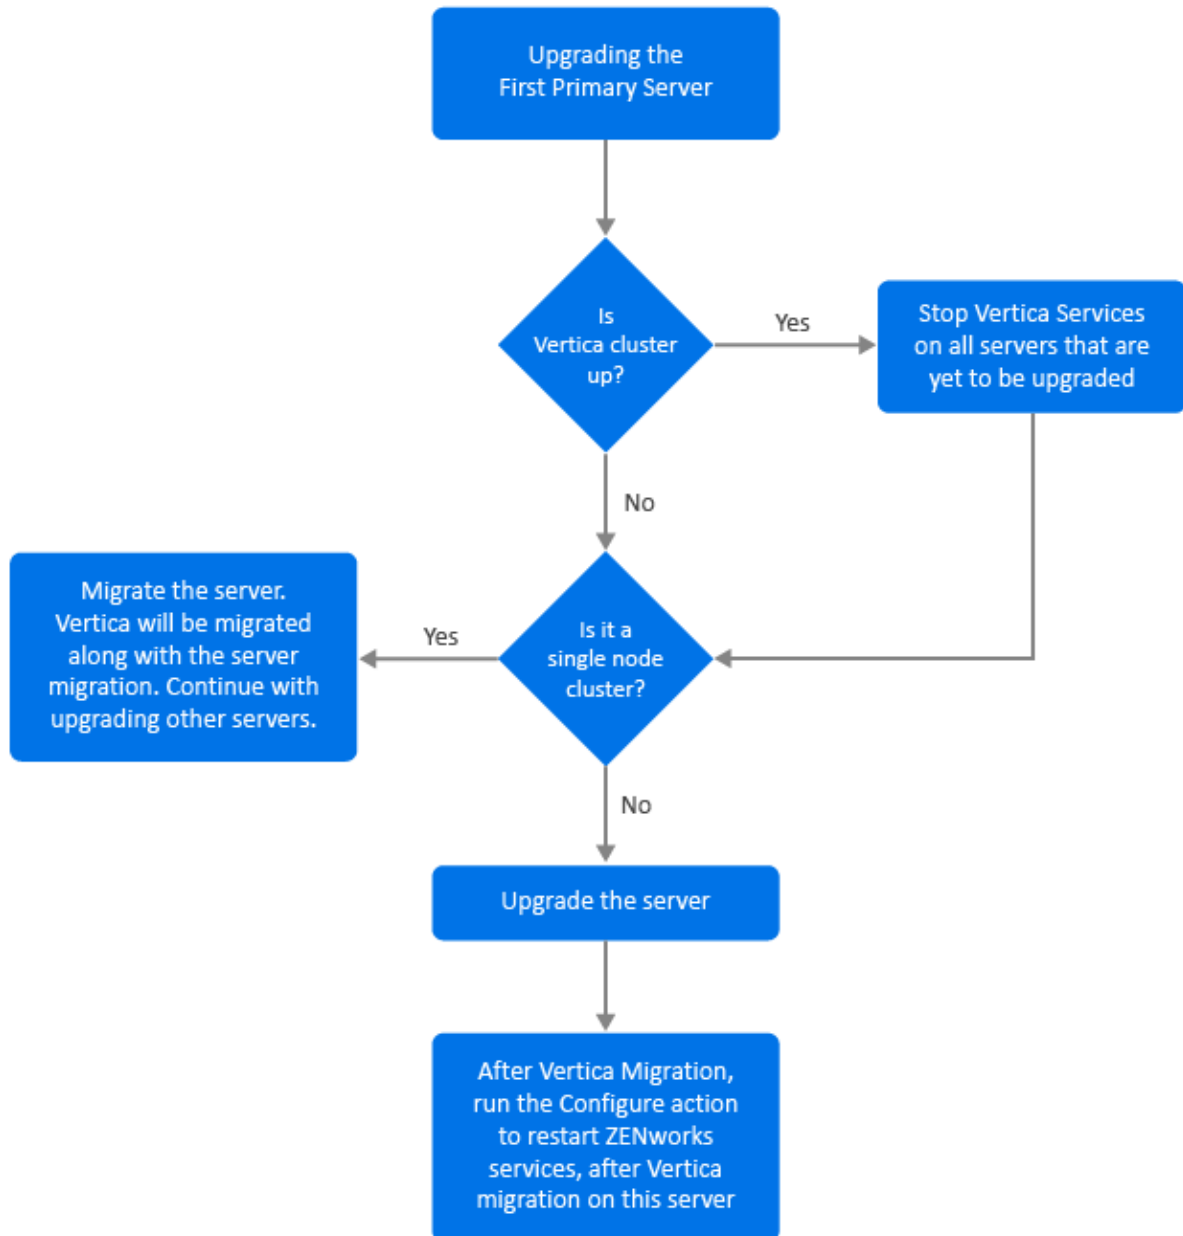 Upgrading the
First Primary Server
Is
Vertica cluster
up?
Yes
Stop Vertica Services
on all servers that are
yet to be upgraded
No
Migrate the server.
Vertica will be migrated
along with the server
migration. Continue with
upgrading other servers.
Yes
Is it a
single node
cluster?
No
Upgrade the server
After Vertica Migration,
run the Configure action
to restart ZENworks
services, after Vertica
migration on this server